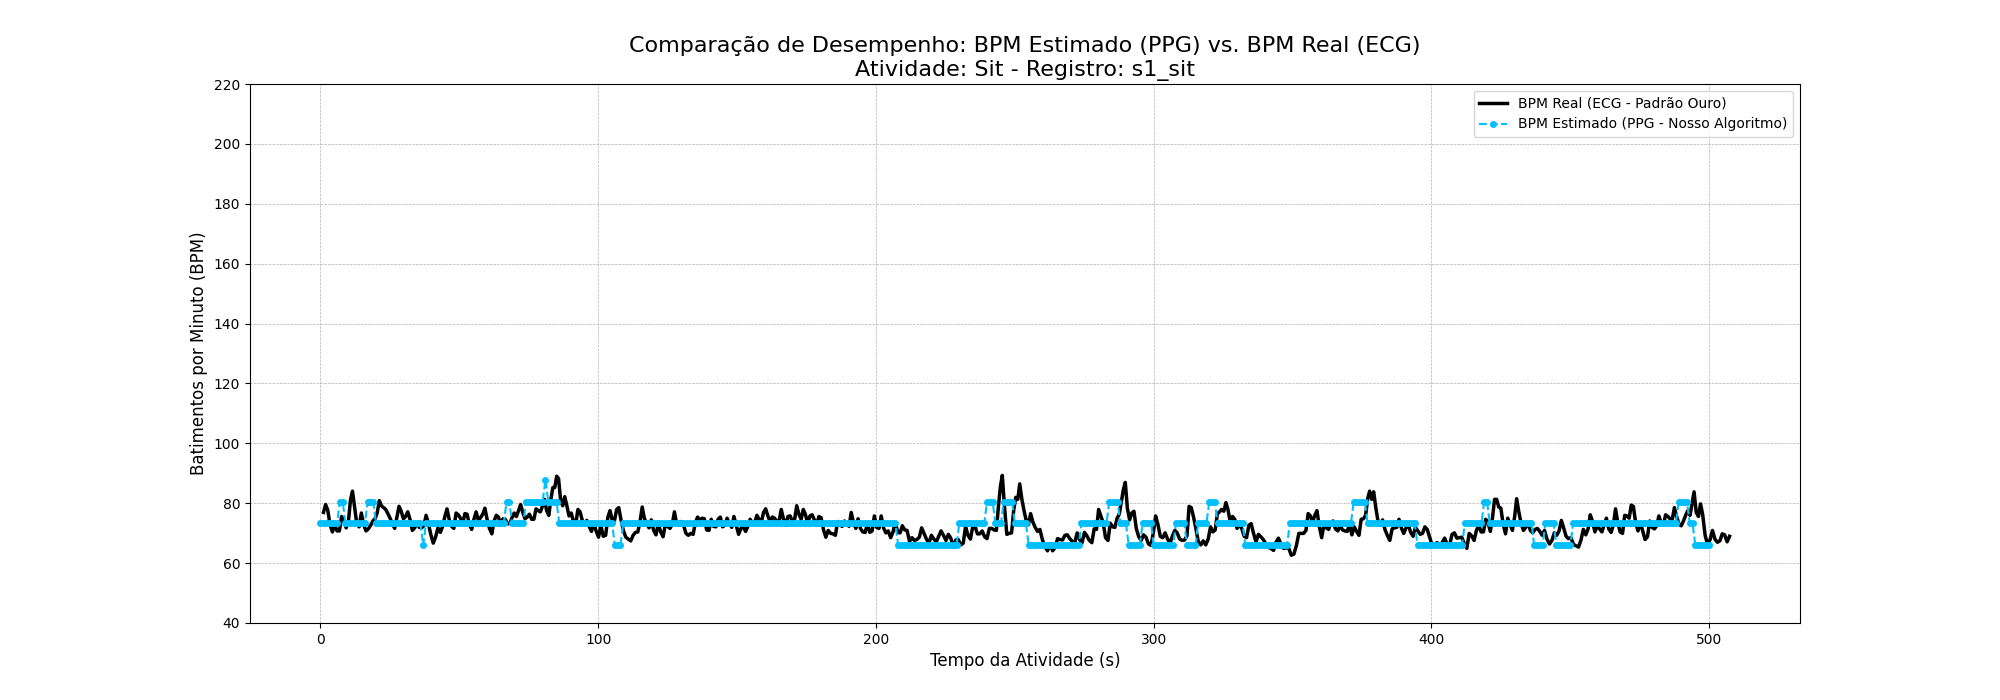 Comparação de Desempenho: BPM Estimado (PPG) vs. BPM Real (ECG)
Atividade: Sit - Registro: s1_sit
BPM Real (ECG - Padrão Ouro)
BPM Estimado (PPG - Nosso Algoritmo)
Batimentos por Minuto (BPM)
220
200
180
160
140
120
100
80
60
40
0 100 200 300 400 500
Tempo da Atividade (s)